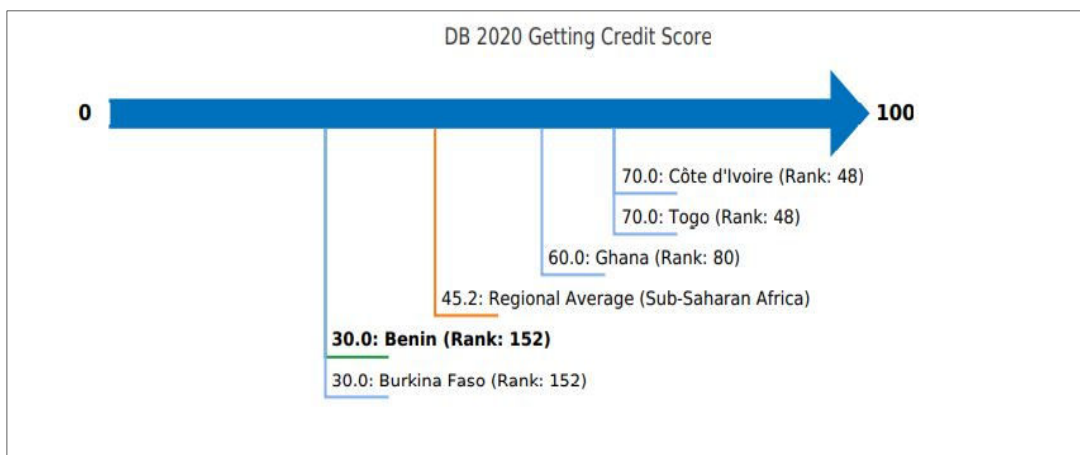 DB 2020 Getting Credit Score
0
100
70.0: Côte d'Ivoire (Rank: 48)
70.0: Togo (Rank: 48)
60.0: Ghana (Rank: 80)
45.2: Regional Average (Sub-Saharan Africa)
30.0: Benin (Rank: 152)
30.0: Burkina Faso (Rank: 152)